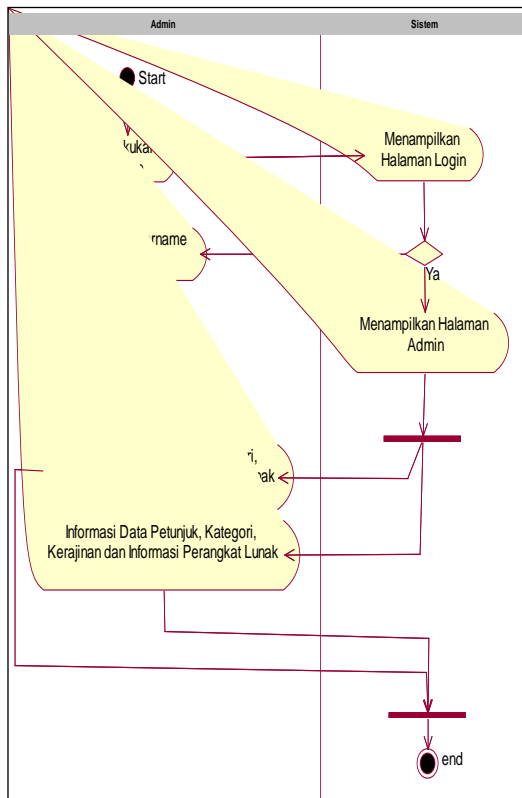 Admin
Sistem
Start
Menampilkan
Halaman Login
Ya
Menampilkan Halaman
Admin
Informasi Data Petunjuk, Kategori,
Kerajinan dan Informasi Perangkat Lunak
end